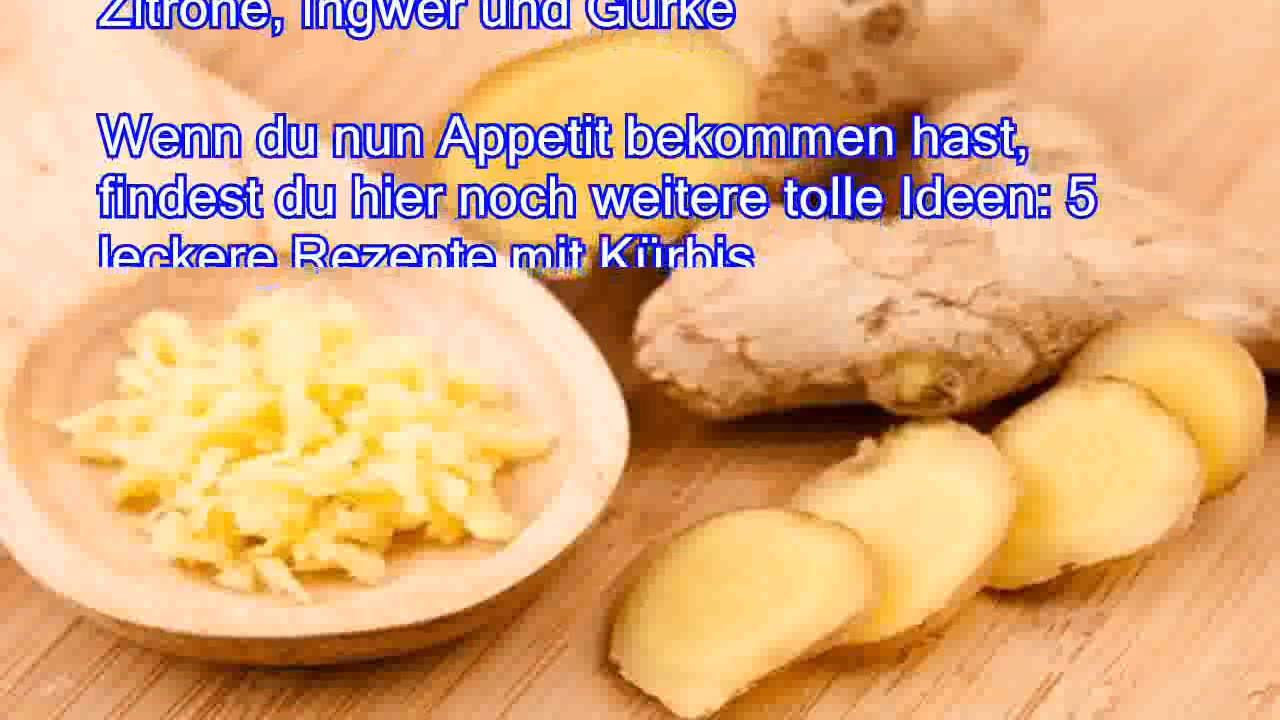 Zitrone, Ingwer und Gurke
Wenn du nun Appetit bekommen hast,
findest du hier noch weitere tolle Ideen: 5
leckere Rezepte mit Kürbis